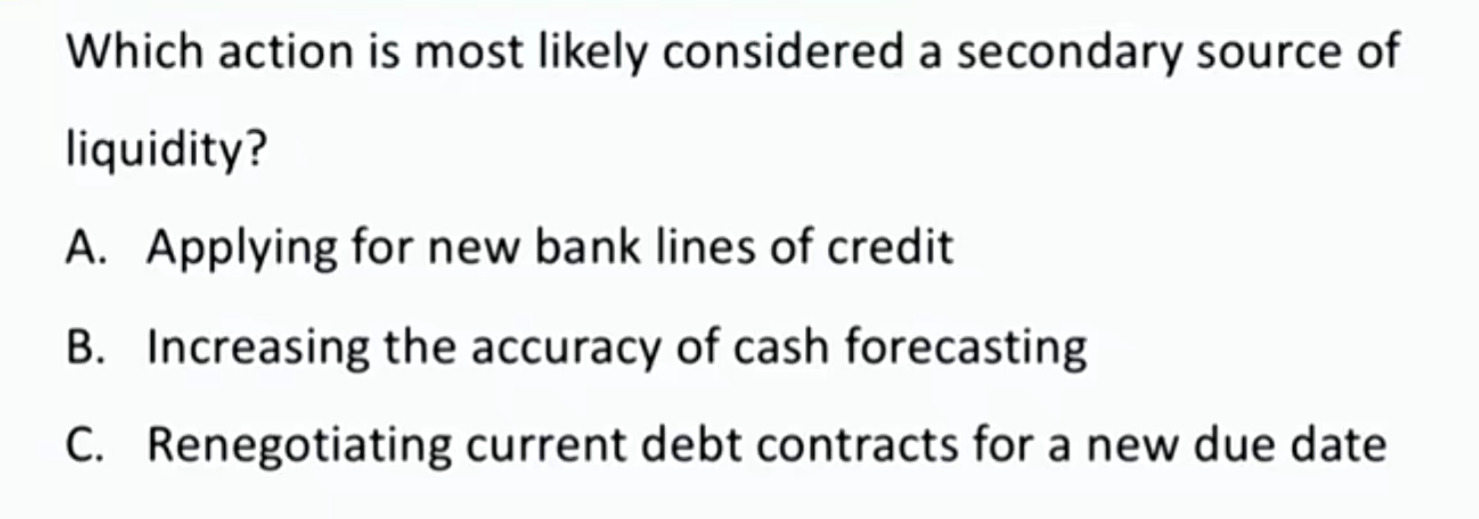 Which action is most likely considered a secondary source of
liquidity?
A. Applying for new bank lines of credit
B. Increasing the accuracy of cash forecasting
C. Renegotiating current debt contracts for a new due date